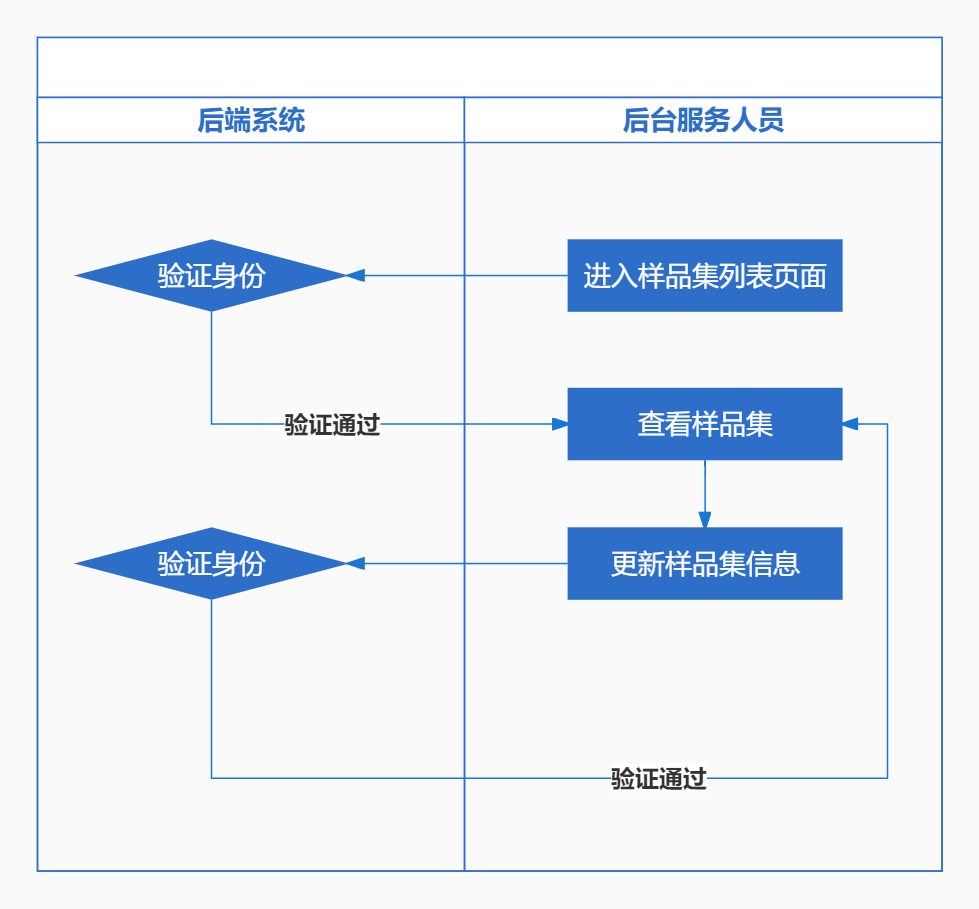 后端系统
后台服务人员
验证身份
进入样品集列表页面
验证通过
查看样品集
验证身份
更新样品集信息
验证通过